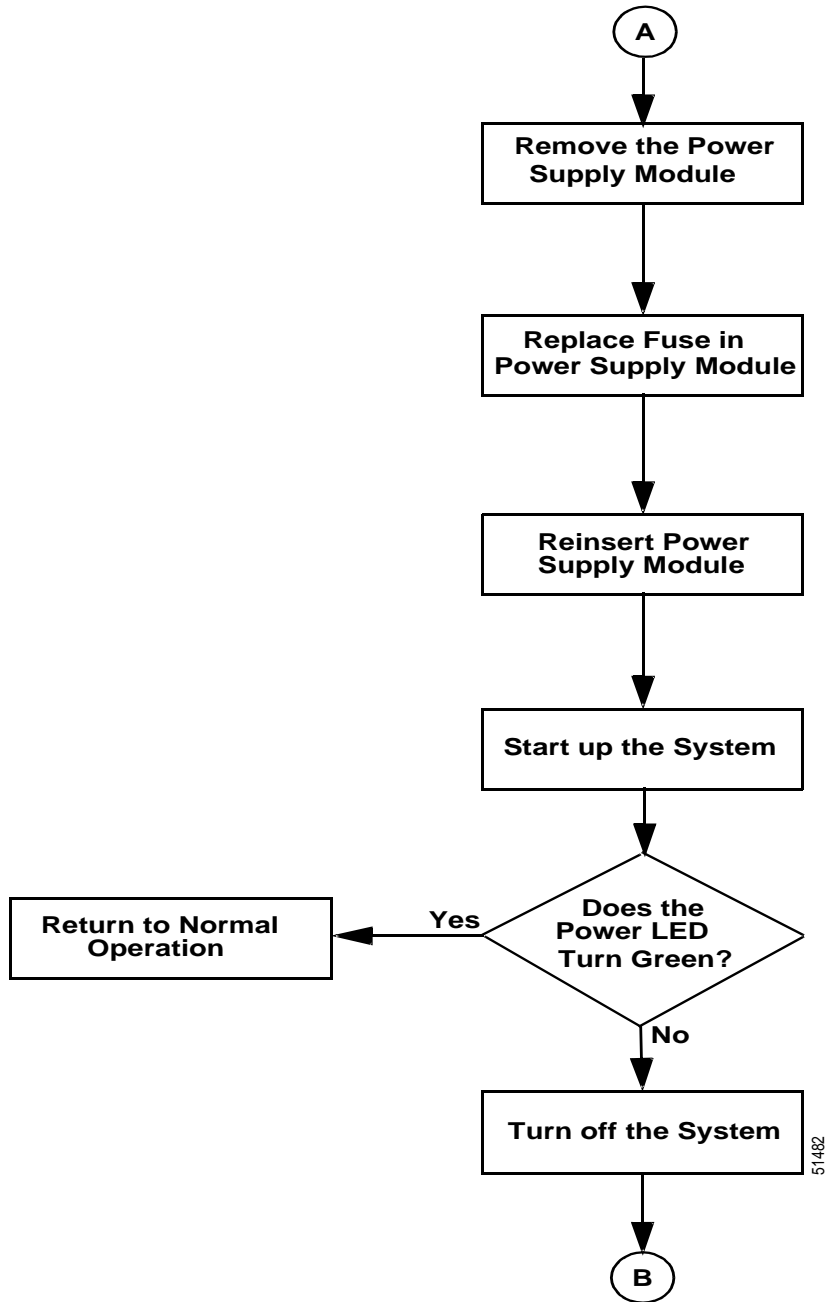 A
Remove the Power
Supply Module
Replace Fuse in
Power Supply Module
Reinsert Power
Supply Module
Start up the System
Does the
Power LED
Turn Green?
Yes
Return to Normal
Operation
No
Turn off the System
51482
B